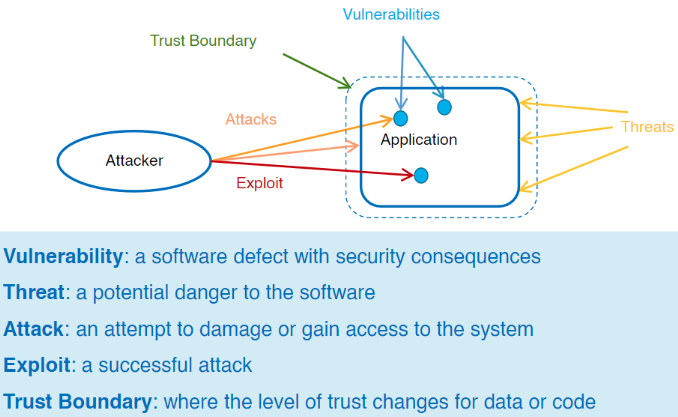 Vulnerabilities
Trust Boundary
Attacks
Threats
Application
Attacker
Exploit
Vulnerability: a software defect with security consequences
Threat: a potential danger to the software
Attack: an attempt to damage or gain access to the system
Exploit: a successful attack
Trust Boundary: where the level of trust changes for data or code